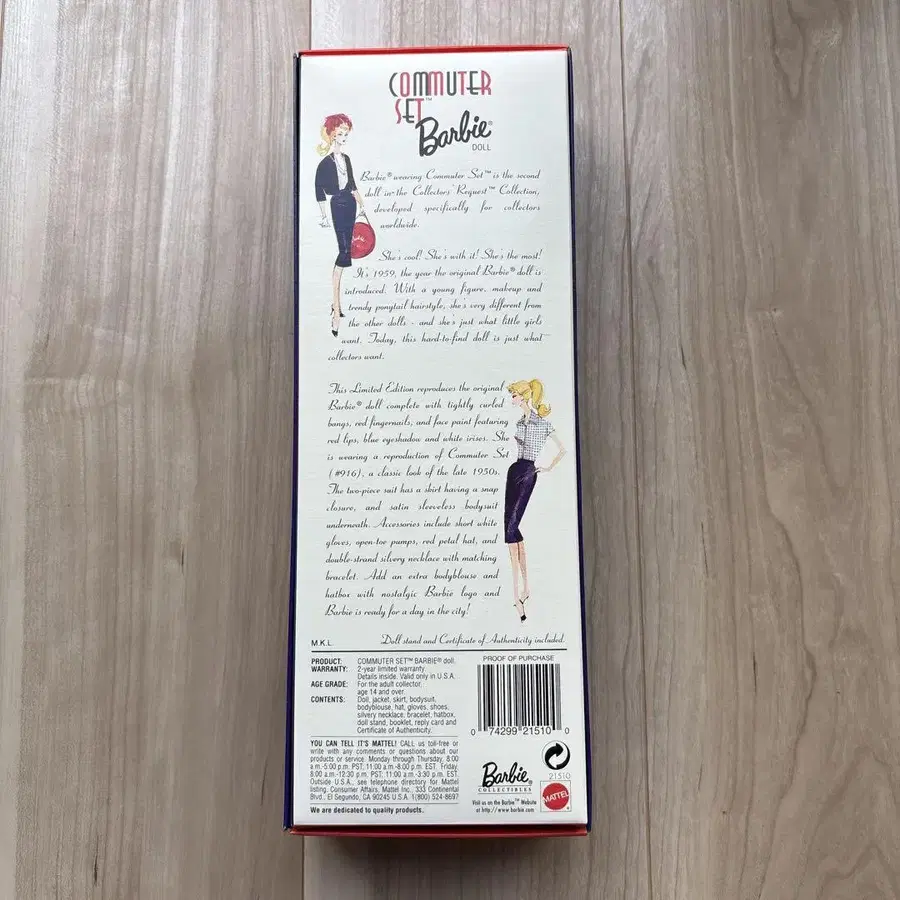 COMMUTER
SET™
Barbie®
DOLL
Barbie® wearing Commuter Set™ is the second
doll in the Collectors' Request™ Collection,
developed specifically for collectors
worldwide.
She's cool! She's with it! She's the most!
It's 1959, the year the original Barbie® doll is
introduced. With a young figure, makeup and
trendy ponytail hairstyle, she's very different from
the other dolls - and she's just what little girls
want. Today, this hard-to-find doll is just what
collectors want.
This Limited Edition reproduces the original
Barbie® doll complete with tightly curled
bangs, red fingernails, and face paint featuring
red lips, blue eyeshadow and white irises. She
is wearing a reproduction of Commuter Set
(#916), a classic look of the late 1950s.
The two-piece suit has a skirt having a snap
closure, and satin sleeveless bodysuit
underneath. Accessories include short white
gloves, open-toe pumps, red petal hat, and
double-strand silvery necklace with matching
bracelet. Add an extra bodyblouse and
hatbox with nostalgic Barbie logo and
Barbie is ready for a day in the city!
M.K.L.
Doll stand and Certificate of Authenticity included.
PRODUCT: COMMUTER SET™ BARBIE® doll.
WARRANTY: 2-year limited warranty.
Details inside. Valid only in U.S.A.
AGE GRADE: For the adult collector,
age 14 and over.
CONTENTS: Doll, jacket, skirt, bodysuit,
bodyblouse, hat, gloves, shoes,
silvery necklace, bracelet, hatbox,
doll stand, booklet, reply card and
Certificate of Authenticity.
PROOF OF PURCHASE
0 74299 21510 0
YOU CAN TELL IT'S MATTEL! CALL us toll-free or
write with any comments or questions about our
products or service. Monday through Thursday, 8:00
a.m.-5:00 p.m. PST; 11:00 a.m.-8:00 p.m. EST. Friday,
8:00 a.m.-12:30 p.m. PST; 11:00 a.m.-3:30 p.m. EST.
Outside U.S.A., see telephone directory for Mattel
listing. Consumer Affairs, Mattel Inc., 333 Continental
Blvd., El Segundo, CA 90245 U.S.A. 1(800) 524-8697
We are dedicated to quality products.
21510
Barbie®
COLLECTIBLES
MATTEL
Visit us on the Barbie™ Website
at http://www.barbie.com